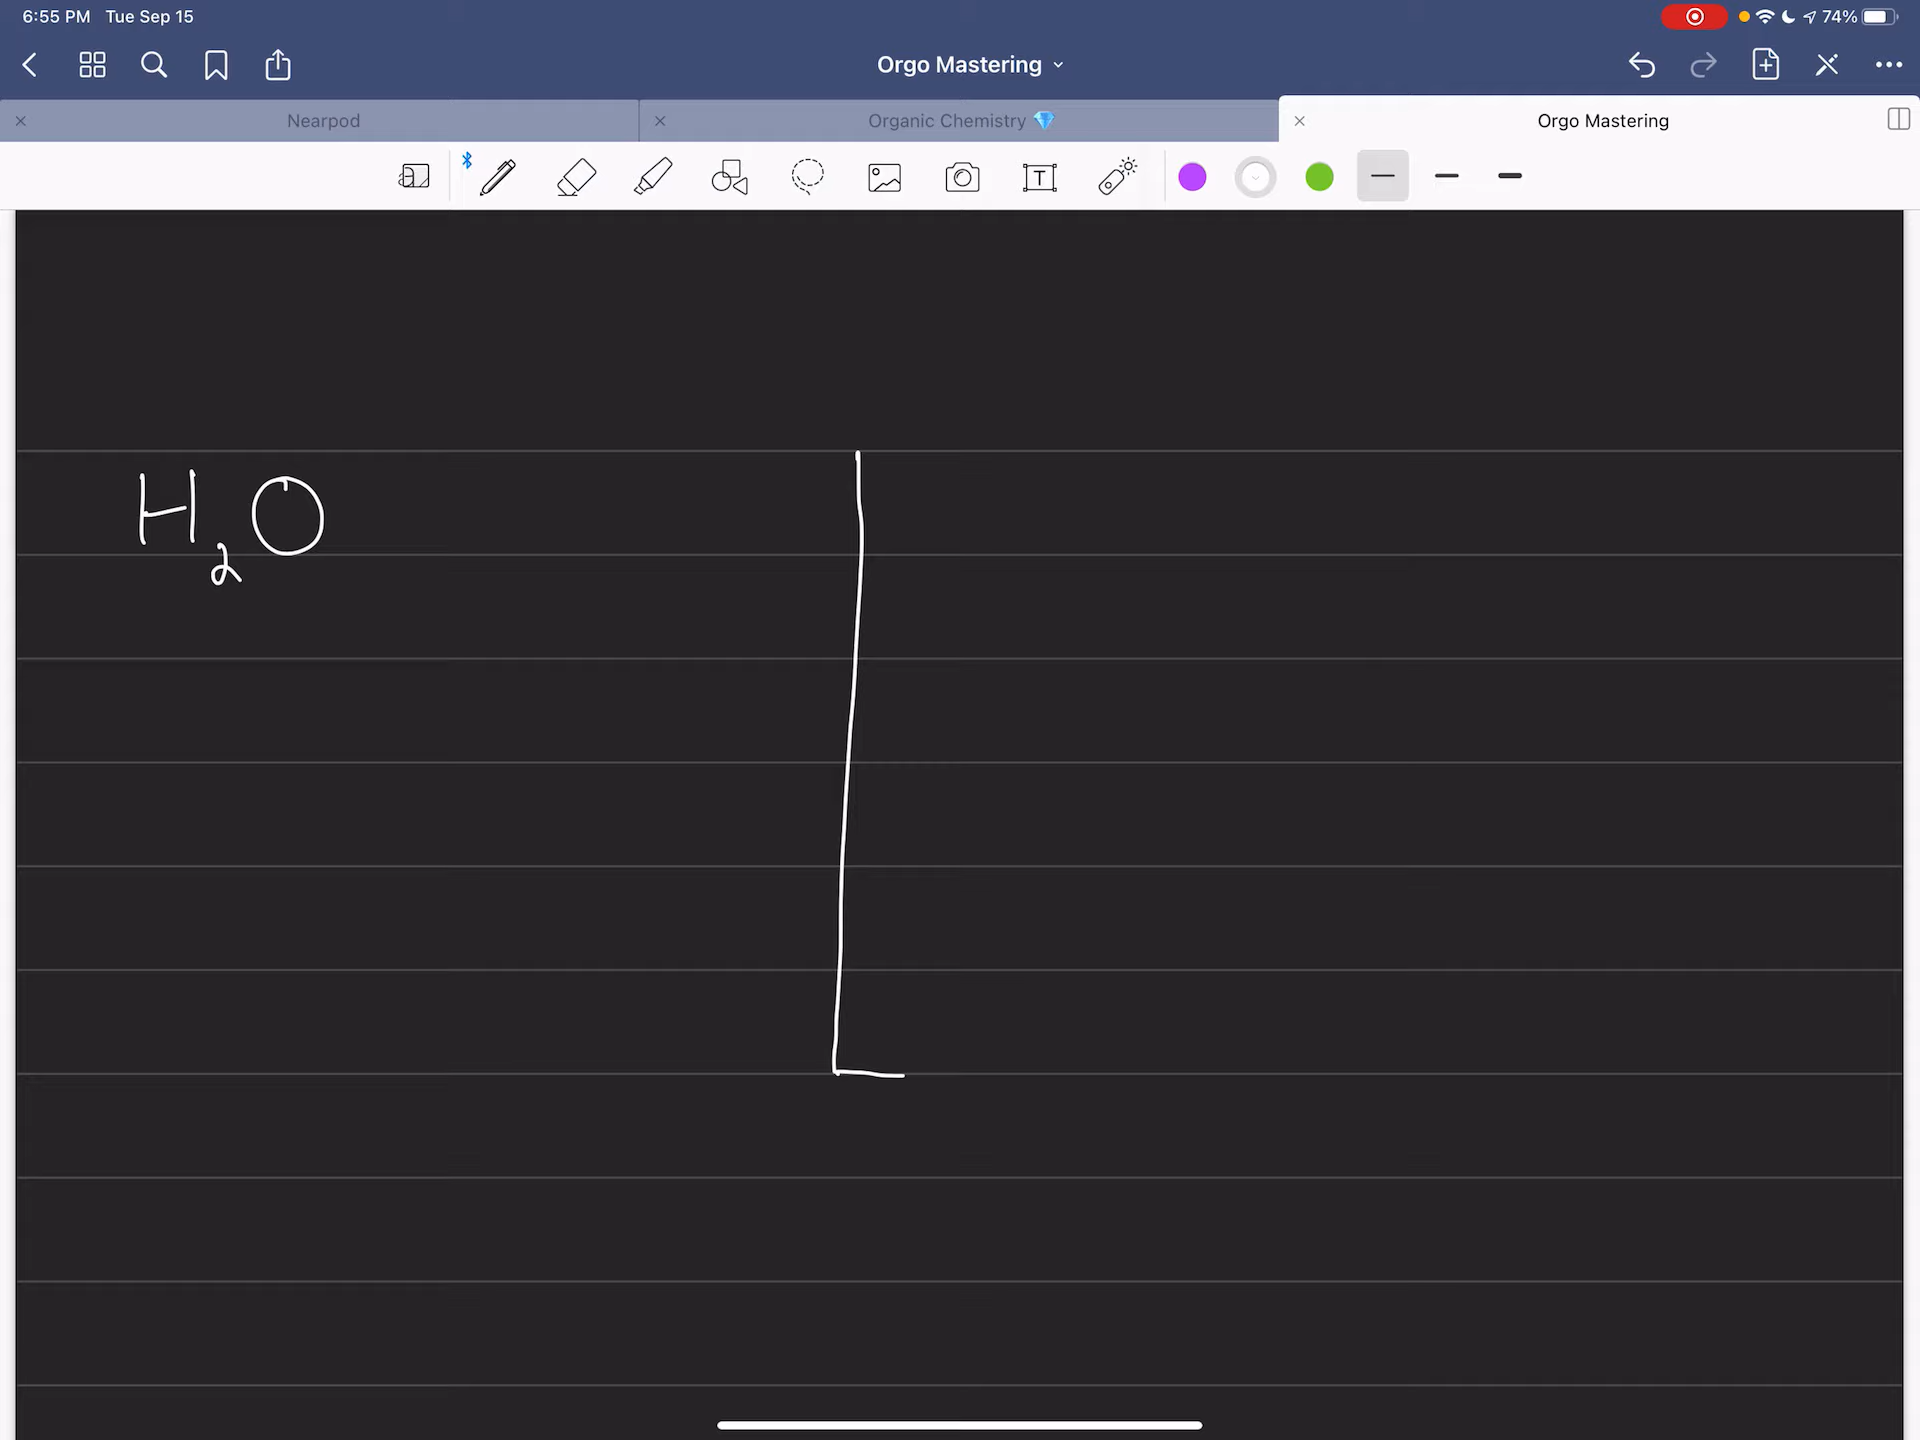 6:55 PM Tue Sep 15 74%
Orgo Mastering
Nearpod Organic Chemistry 💎 Orgo Mastering
H₂O